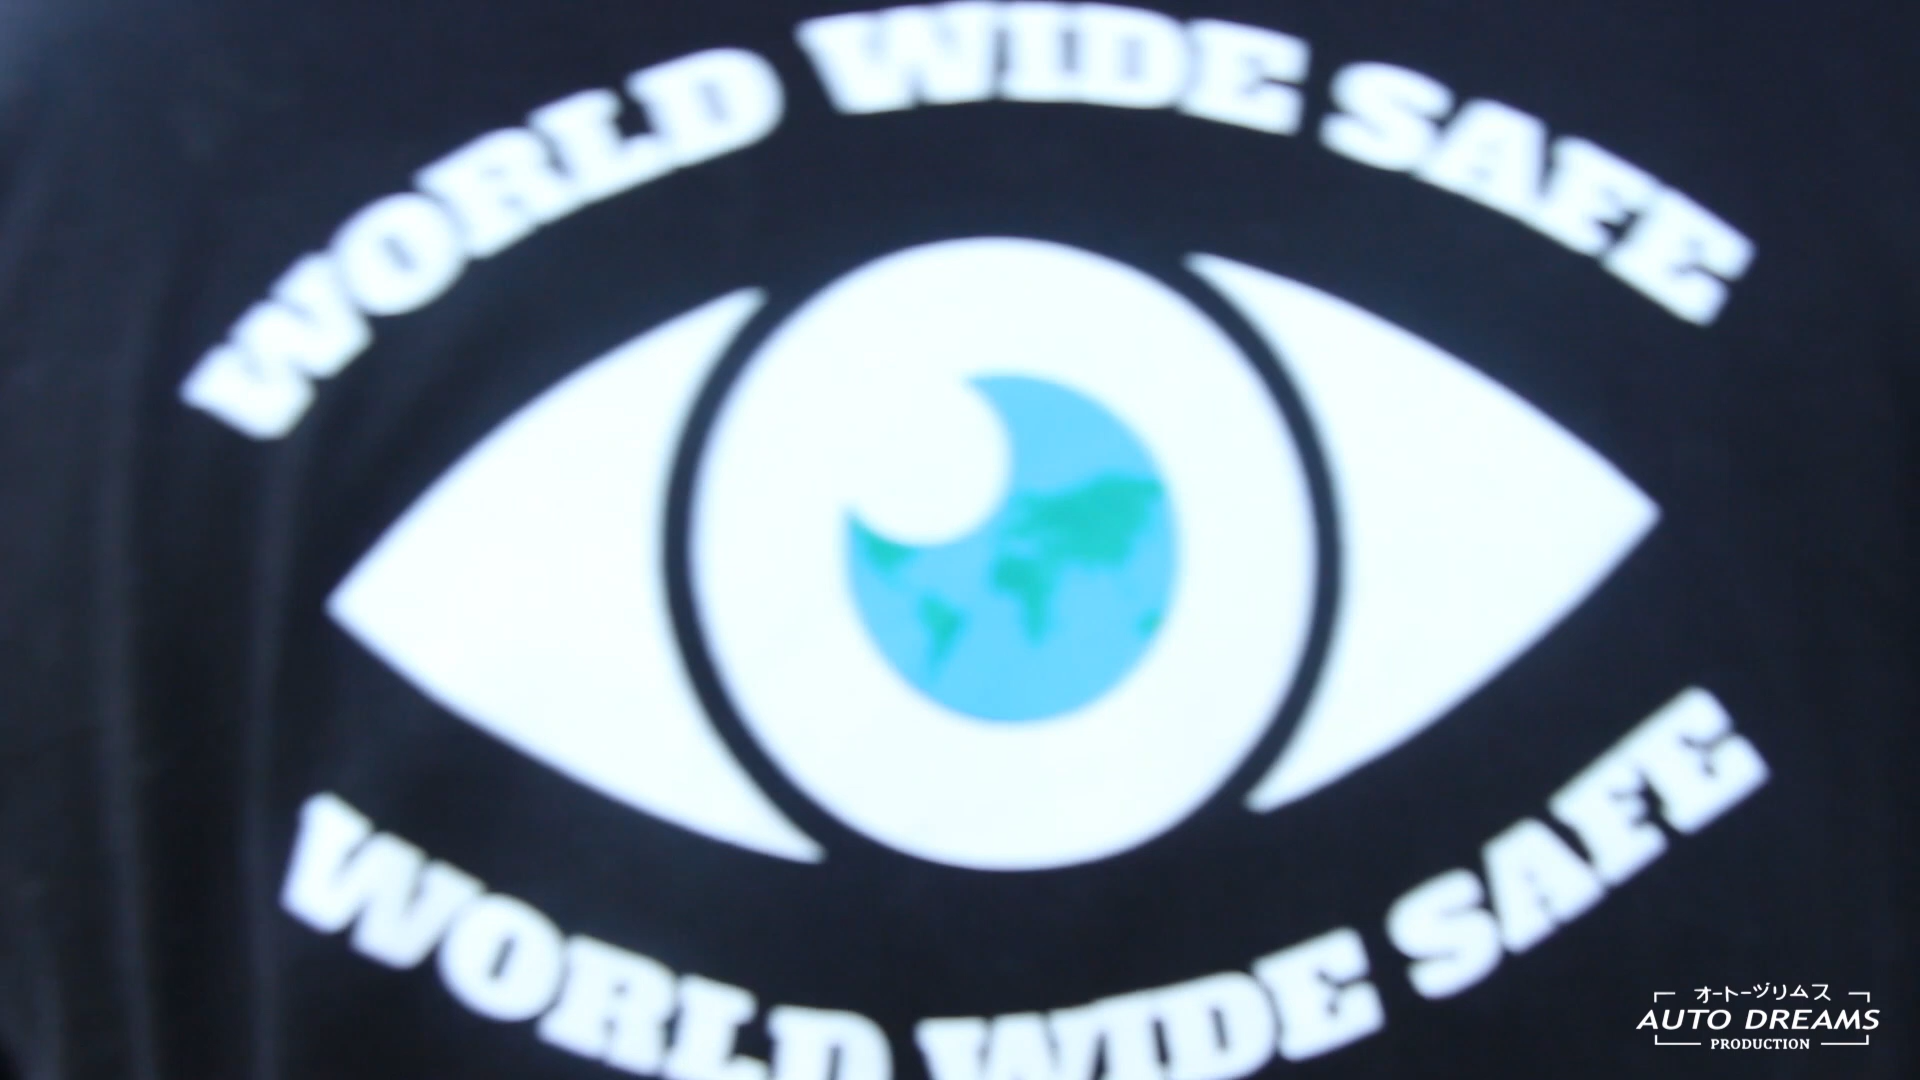 WORLD WIDE SAFE
WORLD WIDE SAFE
オートーヅリムス
AUTO DREAMS
PRODUCTION